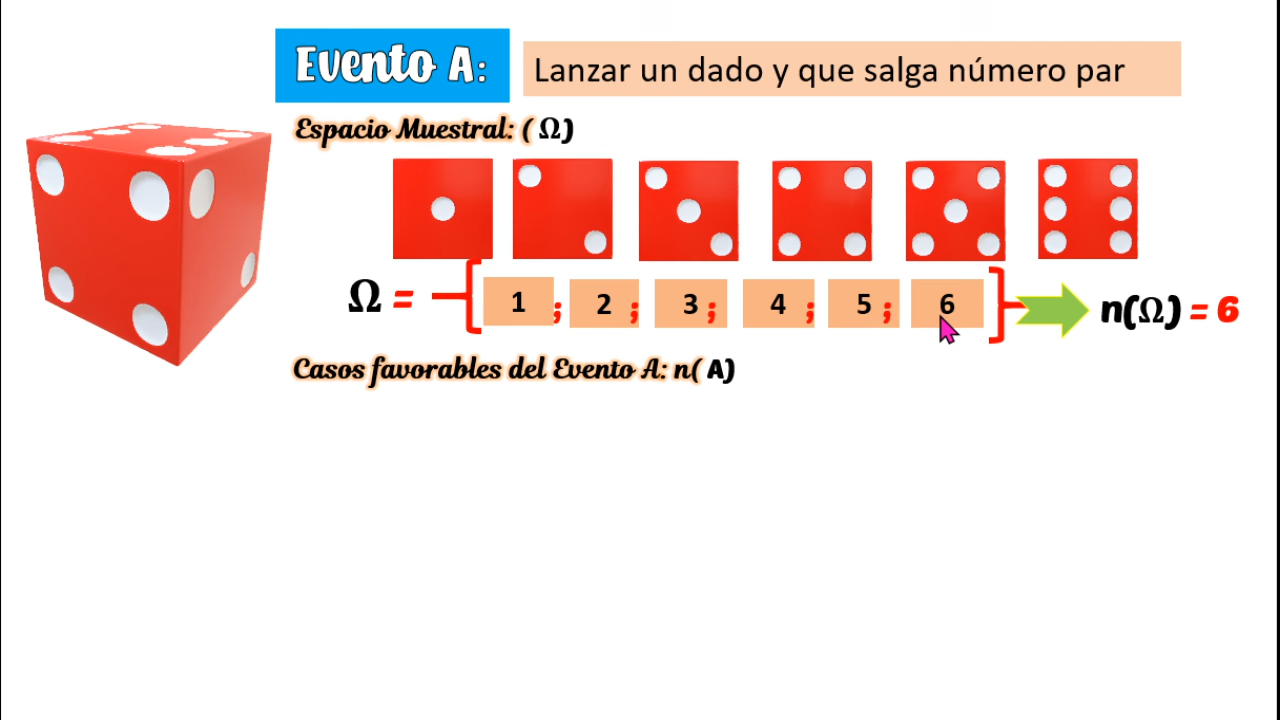 Evento A: Lanzar un dado y que salga número par
Espacio Muestral: ( Ω)
Ω = { 1 ; 2 ; 3 ; 4 ; 5 ; 6 } n(Ω) = 6
Casos favorables del Evento A: n( A)